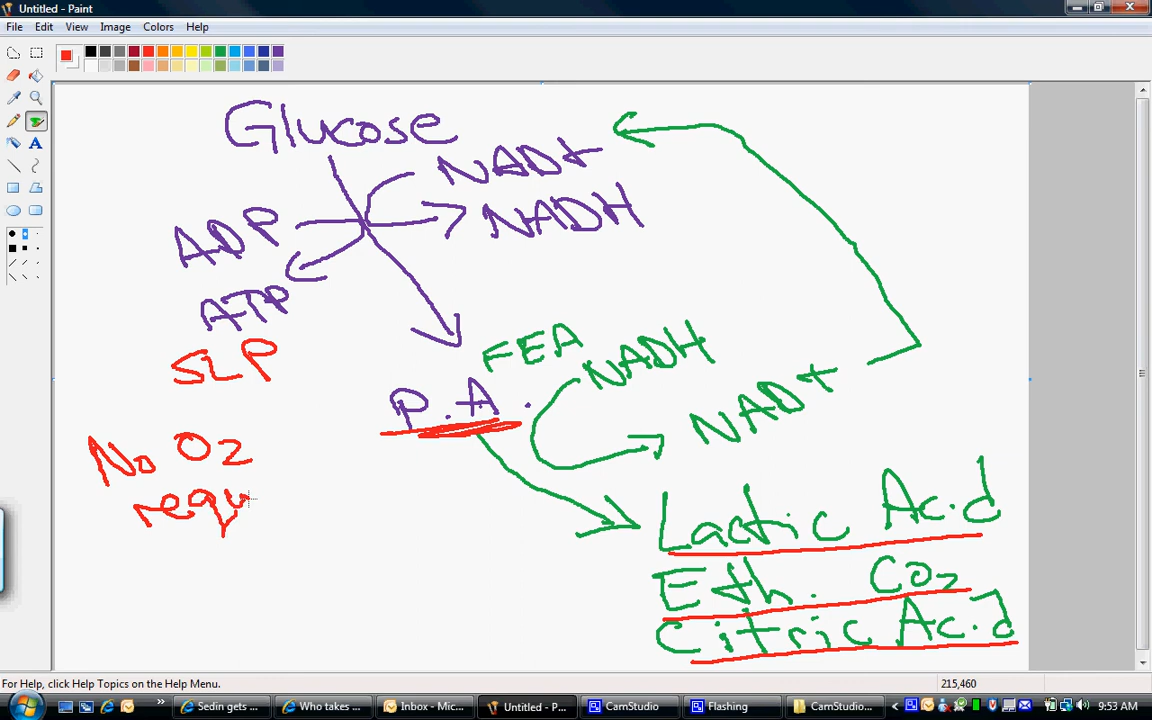 Untitled - Paint
File Edit View Image Colors Help
Glucose
NAD+
NADH
ADP
ATP
SLP
FEA
NADH
P.A.
NAD+
No O2
requ
Lactic Acid
Eth. CO2
Citric Acid
For Help, click Help Topics on the Help Menu.
215,460
Sedin gets ...
Who takes ...
Inbox - Mic...
Untitled - P...
CamStudio
Flashing
CamStudio...
9:53 AM